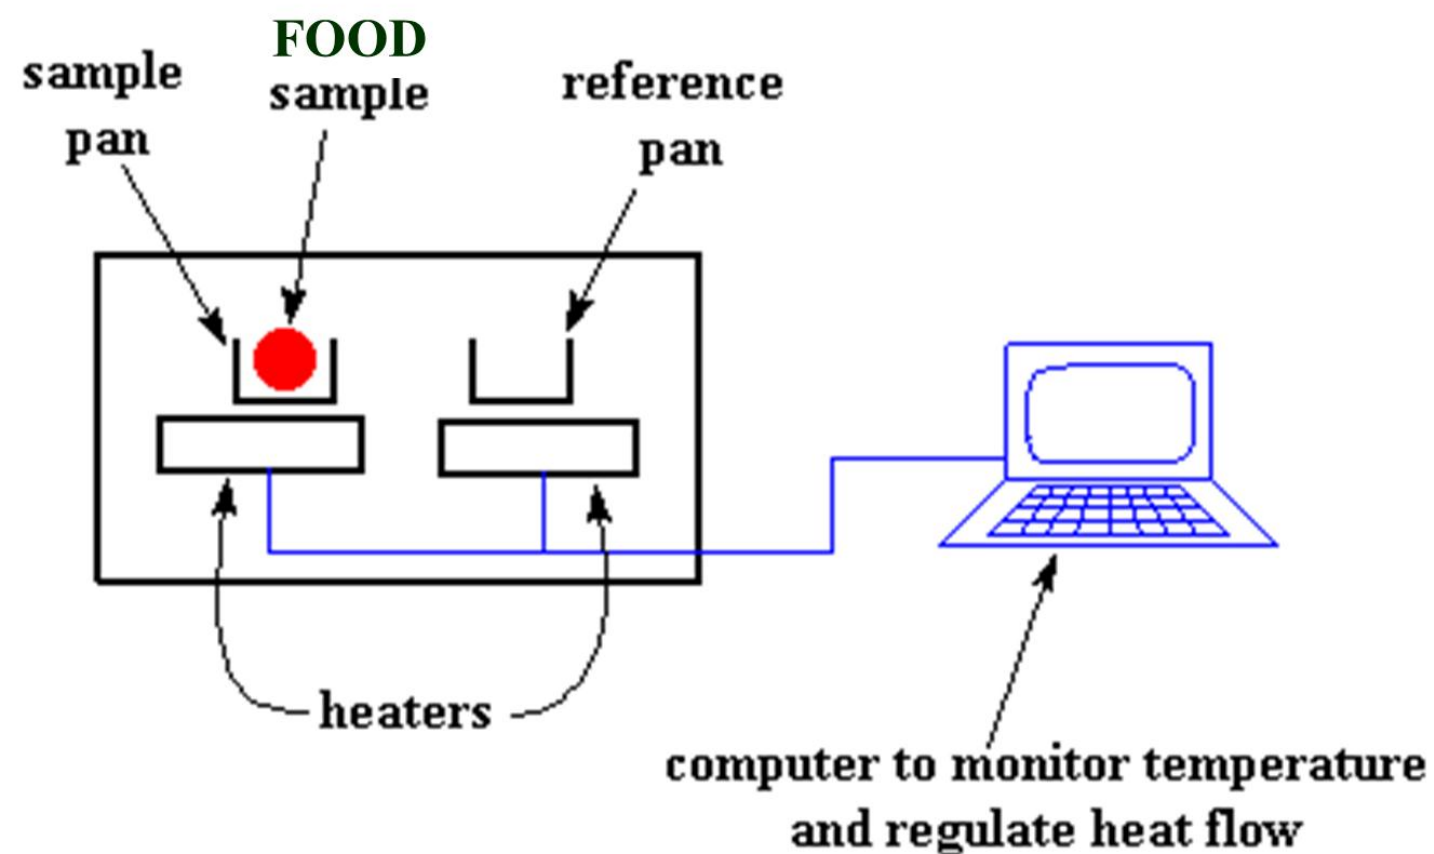 sample
pan
FOOD
sample
reference
pan
heaters
computer to monitor temperature
and regulate heat flow